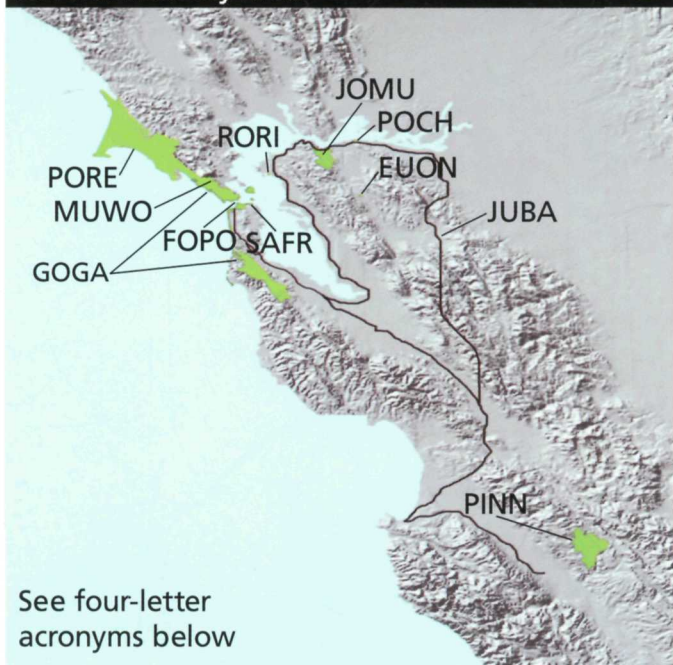 JOMU
POCH
RORI
EUON
PORE
MUWO
JUBA
FOPO SAFR
GOGA
PINN
See four-letter
acronyms below